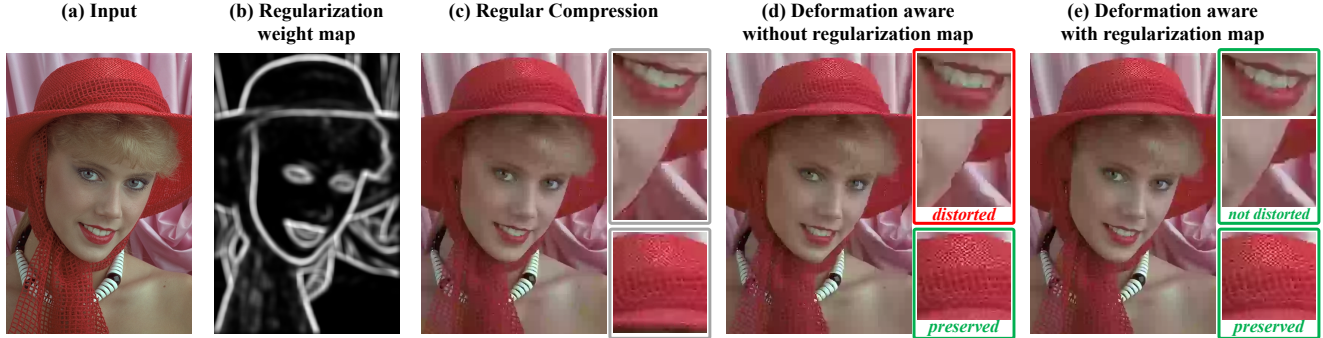 (a) Input
(b) Regularization
weight map
(c) Regular Compression
(d) Deformation aware
without regularization map
(e) Deformation aware
with regularization map
distorted
not distorted
preserved
preserved